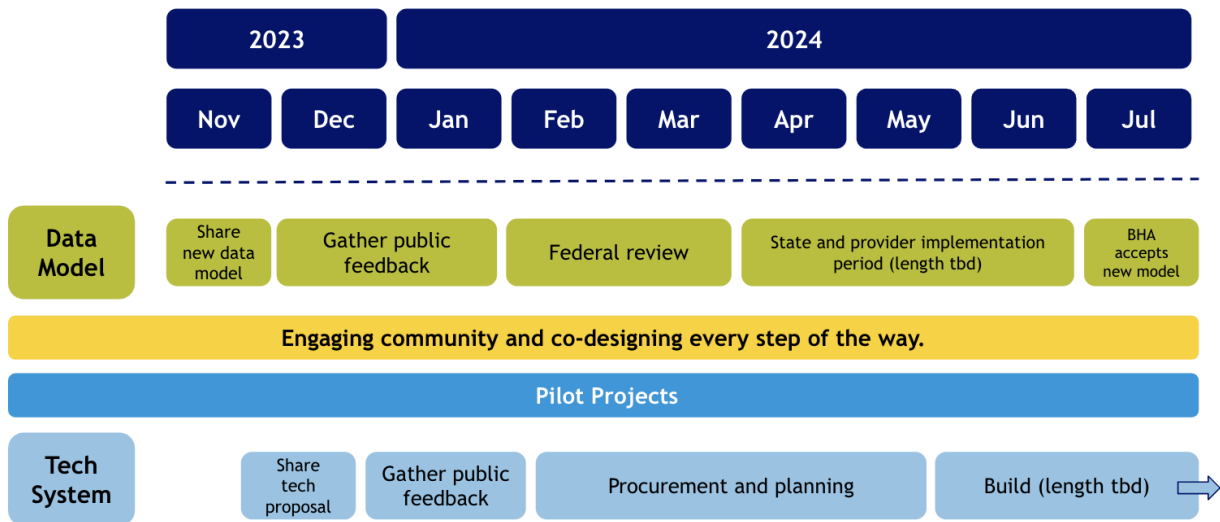 2023
2024
Nov
Dec
Jan
Feb
Mar
Apr
May
Jun
Jul
Data
Model
Share
new data
model
Gather public
feedback
Federal review
State and provider implementation
period (length tbd)
BHA
accepts
new model
Engaging community and co-designing every step of the way.
Pilot Projects
Tech
System
Share
tech
proposal
Gather public
feedback
Procurement and planning
Build (length tbd)